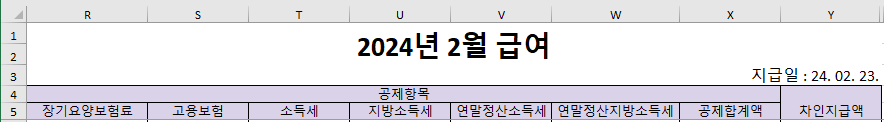 R S T U V W X Y
1
2024년 2월 급여
2
3 지급일 : 24. 02. 23.
4 공제항목
5 장기요양보험료 고용보험 소득세 지방소득세 연말정산소득세 연말정산지방소득세 공제합계액 차인지급액